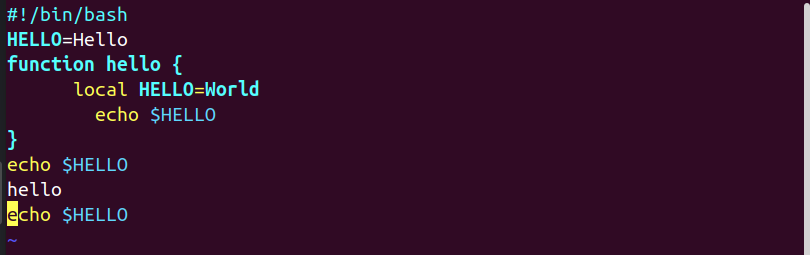 #!/bin/bash
HELLO=Hello
function hello {
      local HELLO=World
        echo $HELLO
}
echo $HELLO
hello
echo $HELLO
~